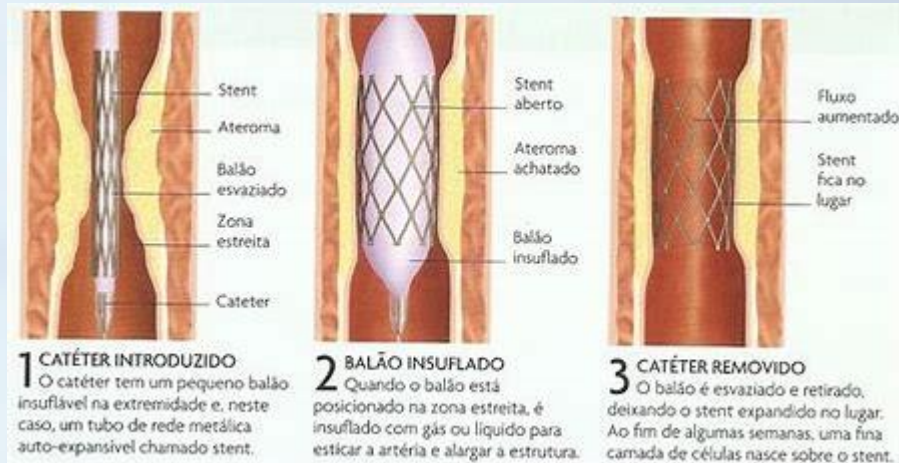 Stent
Ateroma
Balão
esvaziado
Zona
estreita
Cateter
1 CATÉTER INTRODUZIDO
O catéter tem um pequeno balão
insuflável na extremidade e, neste
caso, um tubo de rede metálica
auto-expansível chamado stent.
Stent
aberto
Ateroma
achatado
Balão
insuflado
2 BALÃO INSUFLADO
Quando o balão está
posicionado na zona estreita, é
insuflado com gás ou líquido para
esticar a artéria e alargar a estrutura.
Fluxo
aumentado
Stent
fica no
lugar
3 CATÉTER REMOVIDO
O balão é esvaziado e retirado,
deixando o stent expandido no lugar.
Ao fim de algumas semanas, uma fina
camada de células nasce sobre o stent.